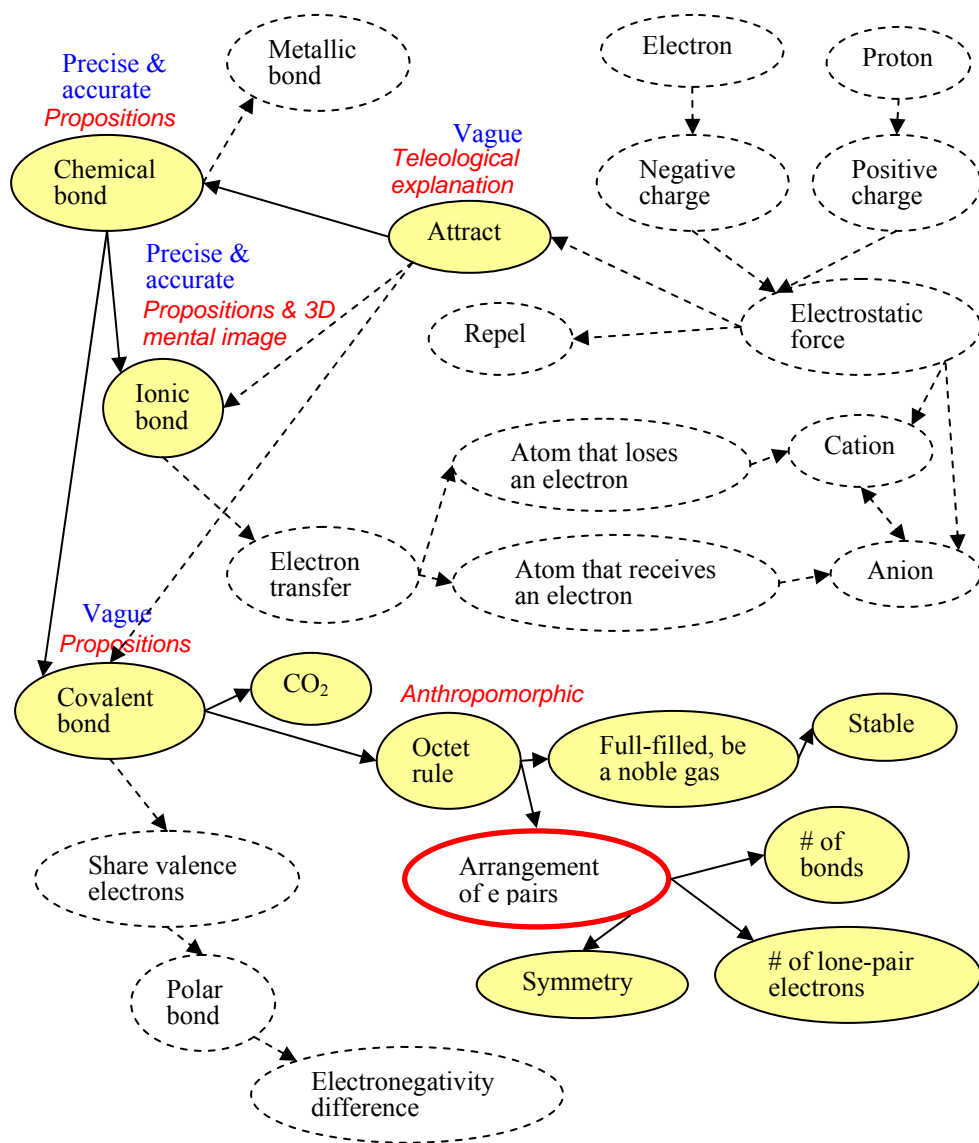 Metallic
bond
Electron
Proton
Precise &
accurate
Propositions
Chemical
bond
Vague
Teleological
explanation
Attract
Negative
charge
Positive
charge
Precise &
accurate
Propositions & 3D
mental image
Ionic
bond
Repel
Electrostatic
force
Atom that loses
an electron
Cation
Electron
transfer
Atom that receives
an electron
Anion
Vague
Propositions
Covalent
bond
CO₂
Anthropomorphic
Octet
rule
Full-filled, be
a noble gas
Stable
Share valence
electrons
Arrangement
of e pairs
# of
bonds
Symmetry
# of lone-pair
electrons
Polar
bond
Electronegativity
difference